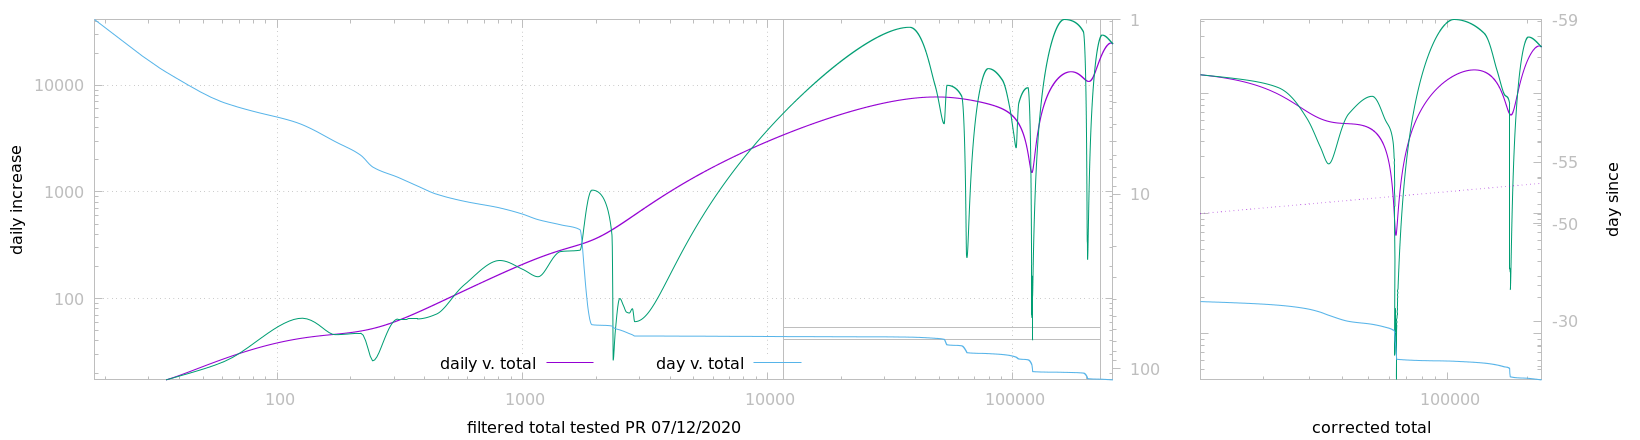 daily increase
10000
1000
100
1
10
100
daily v. total
day v. total
100
1000
10000
100000
filtered total tested PR 07/12/2020
-59
-55
-50
-30
day since
100000
corrected total